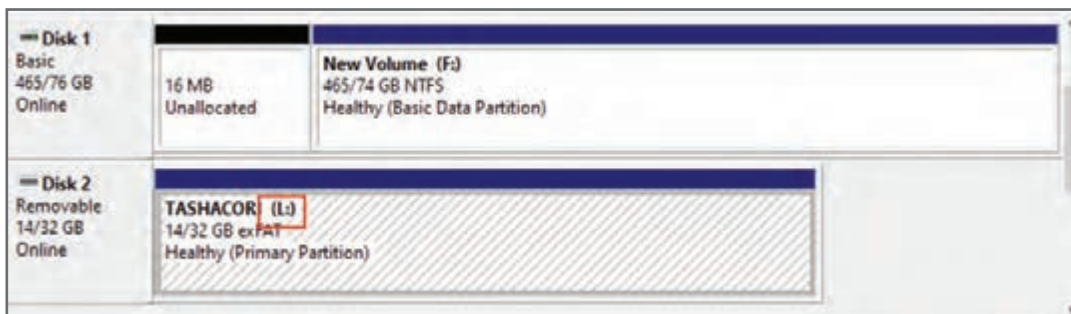 Disk 1
Basic
465/76 GB
Online
16 MB
Unallocated
New Volume (F:)
465/74 GB NTFS
Healthy (Basic Data Partition)
Disk 2
Removable
14/32 GB
Online
TASHACOR (L:)
14/32 GB exFAT
Healthy (Primary Partition)